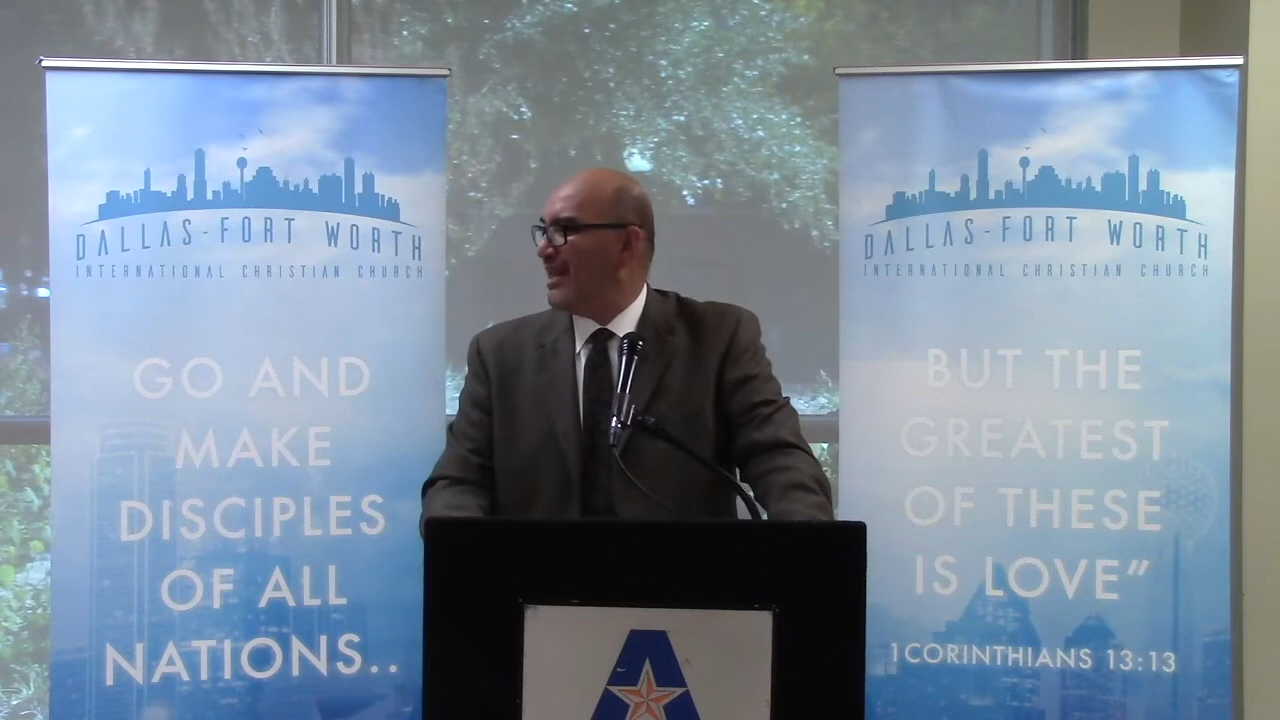 DALLAS-FORT WORTH
INTERNATIONAL CHRISTIAN CHURCH
GO AND
MAKE
DISCIPLES
OF ALL
NATIONS..
DALLAS-FORT WORTH
INTERNATIONAL CHRISTIAN CHURCH
BUT THE
GREATEST
OF THESE
IS LOVE”
1CORINTHIANS 13:13
A